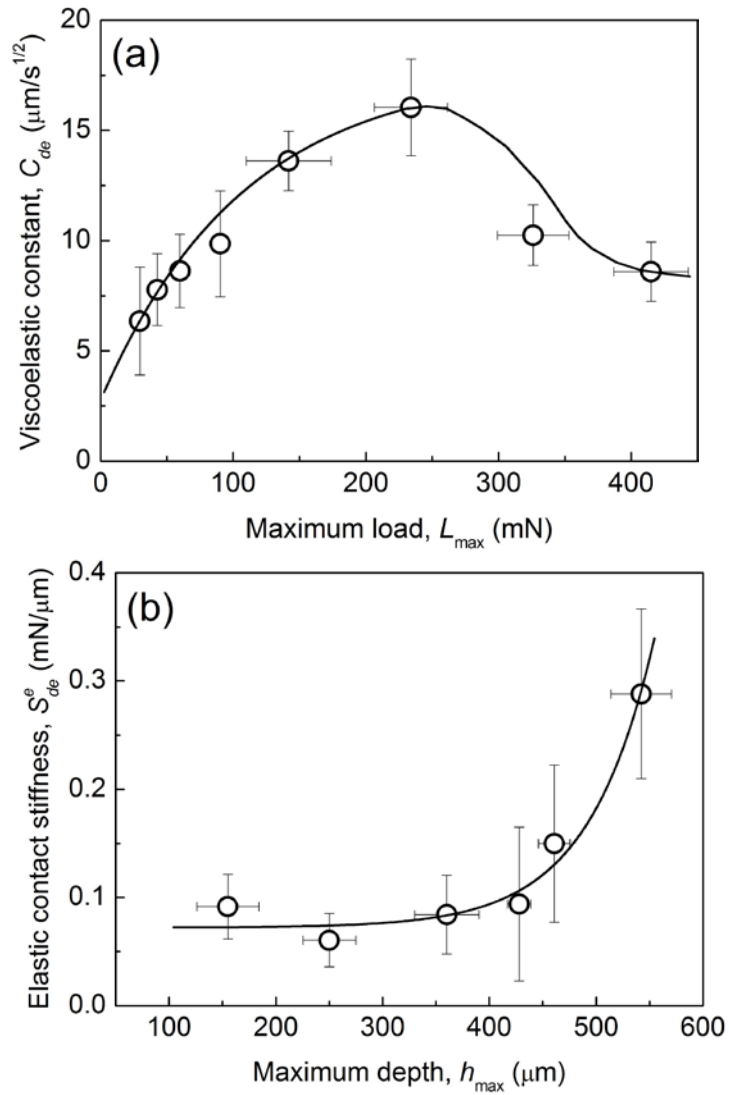 (a)
Viscoelastic constant, C_de (μm/s^1/2)
20
15
10
5
0
0 100 200 300 400
Maximum load, L_max (mN)
(b)
Elastic contact stiffness, S^e_de (mN/μm)
0.4
0.3
0.2
0.1
0.0
100 200 300 400 500 600
Maximum depth, h_max (μm)